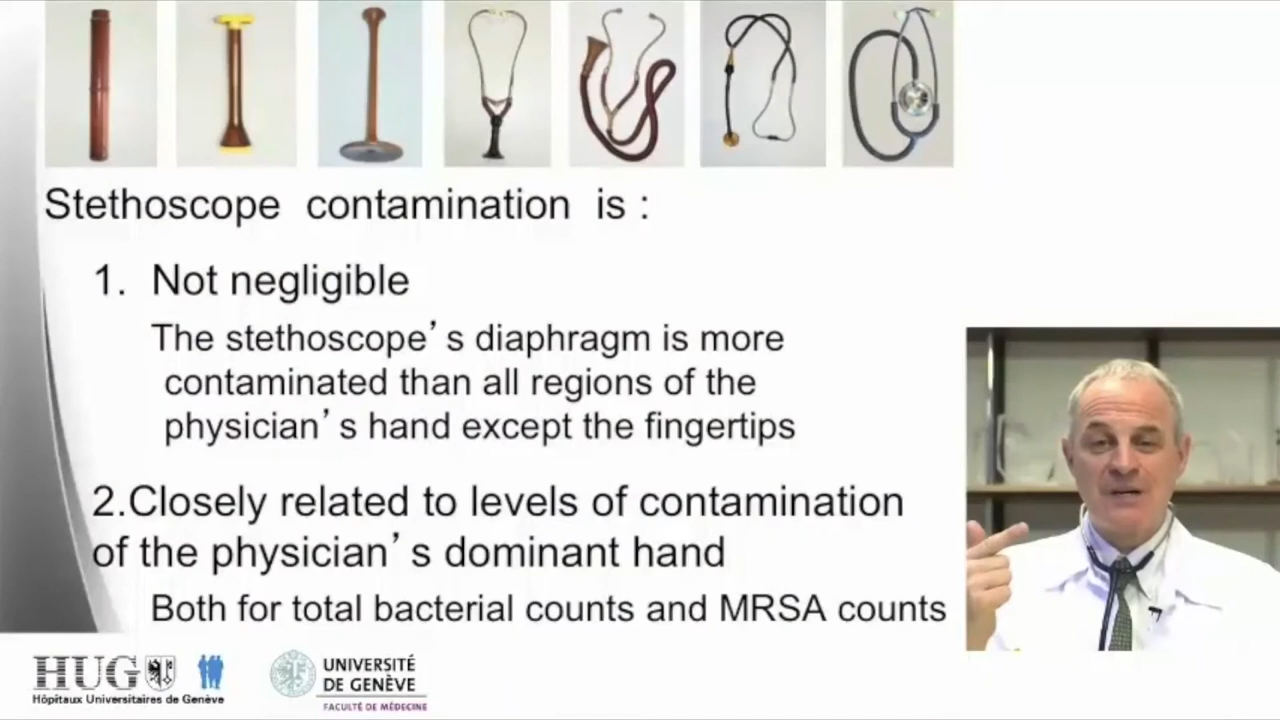 Stethoscope contamination is :
1. Not negligible
The stethoscope’s diaphragm is more
contaminated than all regions of the
physician’s hand except the fingertips
2.Closely related to levels of contamination
of the physician’s dominant hand
Both for total bacterial counts and MRSA counts
HUG
Hôpitaux Universitaires de Genève
UNIVERSITÉ
DE GENÈVE
FACULTÉ DE MÉDECINE